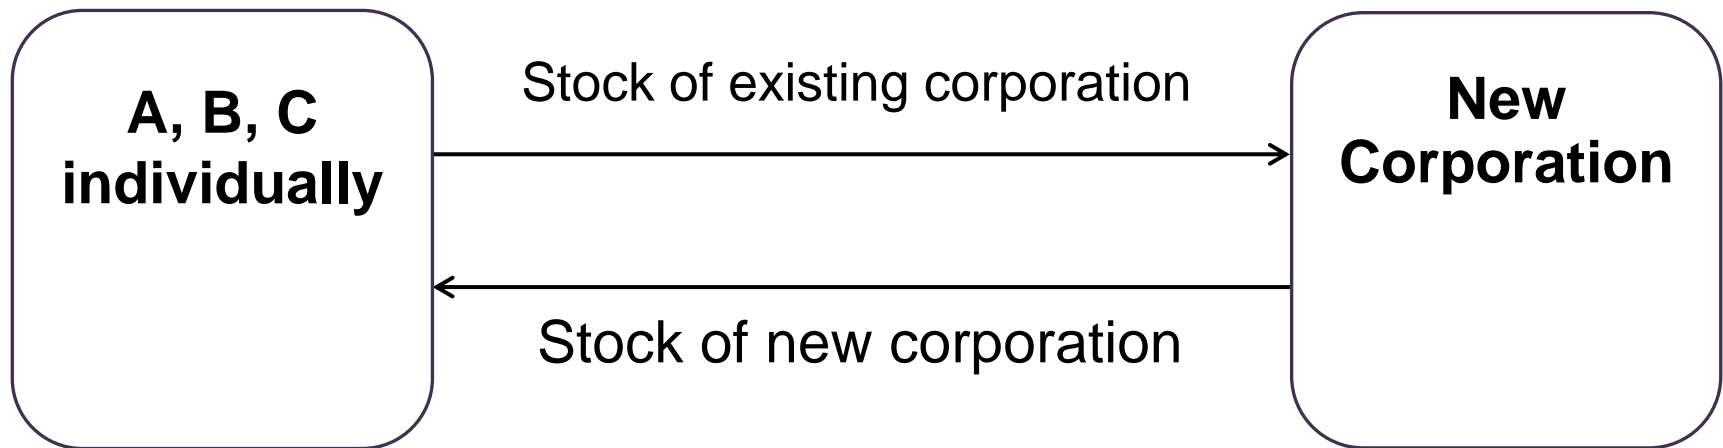 A, B, C
individually
Stock of existing corporation
New
Corporation
Stock of new corporation